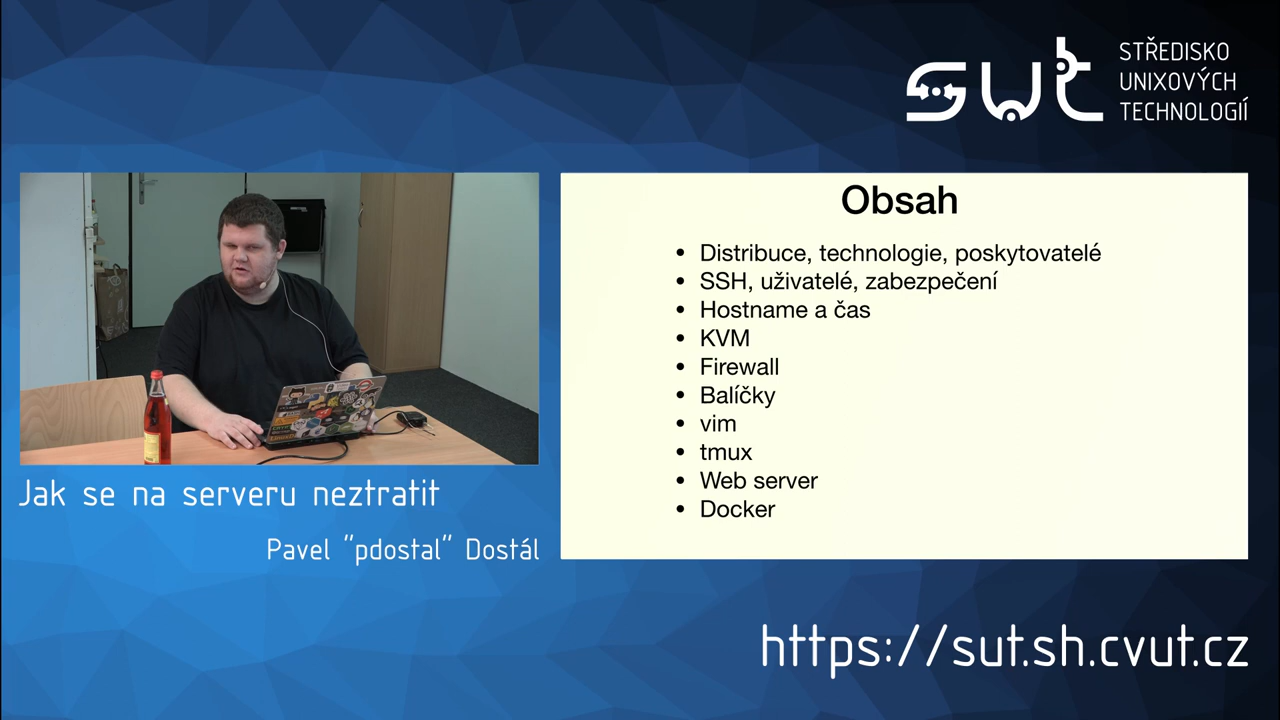 sut
STŘEDISKO
UNIXOVÝCH
TECHNOLOGIÍ
Obsah
• Distribuce, technologie, poskytovatelé
• SSH, uživatelé, zabezpečení
• Hostname a čas
• KVM
• Firewall
• Balíčky
• vim
• tmux
• Web server
• Docker
Jak se na serveru neztratit
Pavel “pdostal” Dostál
https://sut.sh.cvut.cz